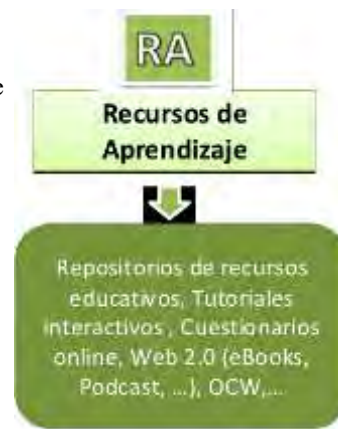 RA
e
Recursos de
Aprendizaje
Repositorios de recursos
educativos, Tutoriales
interactivos , Cuestionarios
online, Web 2.0 (eBooks,
Podcast, ...), OCW,...